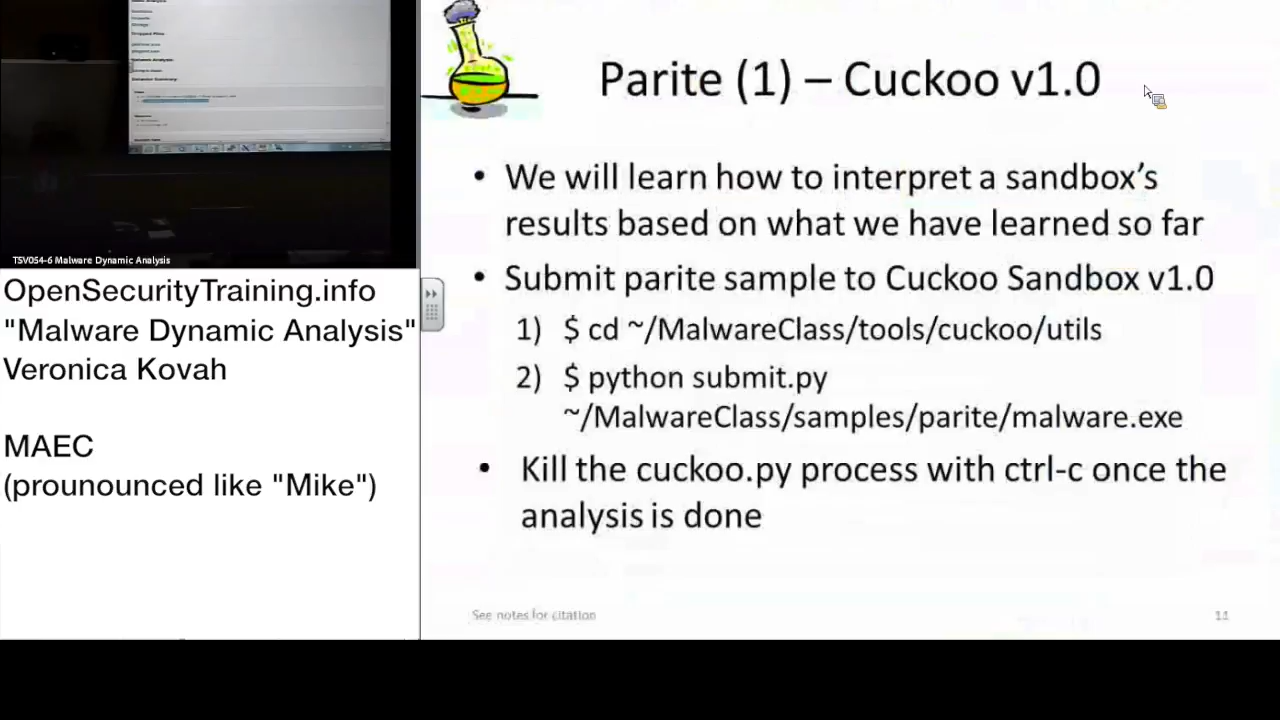 TSV054-6 Malware Dynamic Analysis
OpenSecurityTraining.info
"Malware Dynamic Analysis"
Veronica Kovah
MAEC
(prounounced like "Mike")
Parite (1) – Cuckoo v1.0
• We will learn how to interpret a sandbox's
results based on what we have learned so far
• Submit parite sample to Cuckoo Sandbox v1.0
1) $ cd ~/MalwareClass/tools/cuckoo/utils
2) $ python submit.py
~/MalwareClass/samples/parite/malware.exe
• Kill the cuckoo.py process with ctrl-c once the
analysis is done
See notes for citation
11